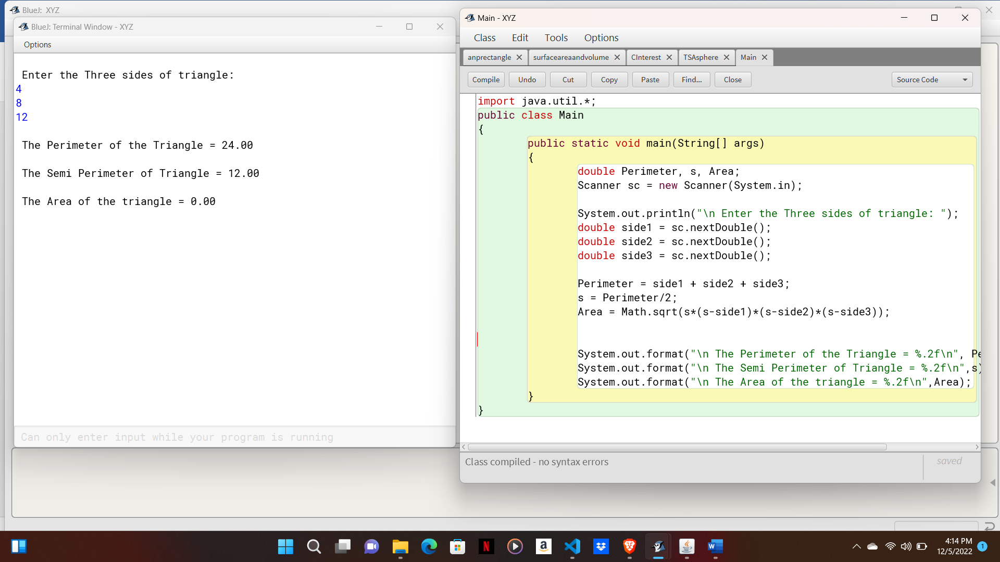 BlueJ: XYZ
BlueJ: Terminal Window - XYZ
Options
Enter the Three sides of triangle:
4
8
12
The Perimeter of the Triangle = 24.00
The Semi Perimeter of Triangle = 12.00
The Area of the triangle = 0.00
Can only enter input while your program is running
Main - XYZ
Class Edit Tools Options
anprectangle surfaceareaandvolume CInterest TSAsphere Main
Compile Undo Cut Copy Paste Find... Close Source Code
import java.util.*;
public class Main
{
public static void main(String[] args)
{
double Perimeter, s, Area;
Scanner sc = new Scanner(System.in);
System.out.println("\n Enter the Three sides of triangle: ");
double side1 = sc.nextDouble();
double side2 = sc.nextDouble();
double side3 = sc.nextDouble();
Perimeter = side1 + side2 + side3;
s = Perimeter/2;
Area = Math.sqrt(s*(s-side1)*(s-side2)*(s-side3));
System.out.format("\n The Perimeter of the Triangle = %.2f\n", Pe
System.out.format("\n The Semi Perimeter of Triangle = %.2f\n",s)
System.out.format("\n The Area of the triangle = %.2f\n",Area);
}
}
Class compiled - no syntax errors
saved
4:14 PM
12/5/2022
1